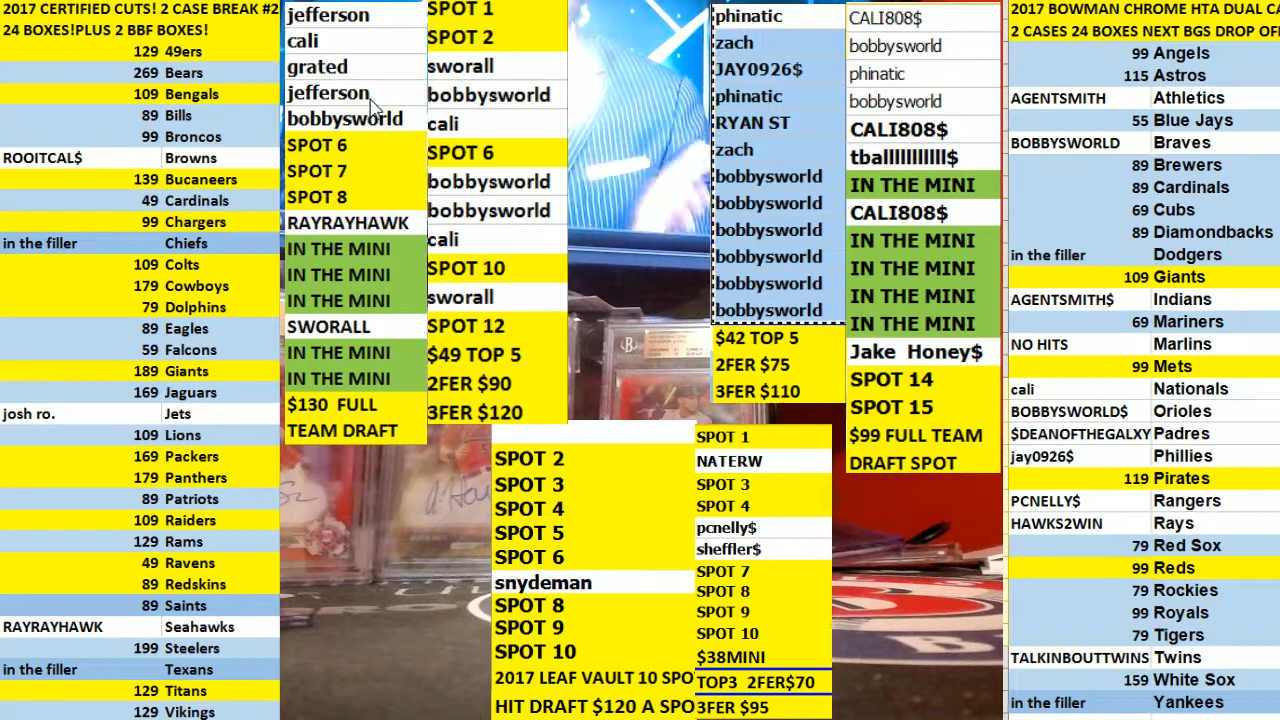 2017 CERTIFIED CUTS! 2 CASE BREAK #2
24 BOXES!PLUS 2 BBF BOXES!
129 49ers
269 Bears
109 Bengals
89 Bills
99 Broncos
ROOITCAL$ Browns
139 Bucaneers
49 Cardinals
99 Chargers
in the filler Chiefs
109 Colts
179 Cowboys
79 Dolphins
89 Eagles
59 Falcons
189 Giants
169 Jaguars
josh ro. Jets
109 Lions
169 Packers
179 Panthers
89 Patriots
109 Raiders
129 Rams
49 Ravens
89 Redskins
89 Saints
RAYRAYHAWK Seahawks
199 Steelers
in the filler Texans
129 Titans
129 Vikings
jefferson
cali
grated
jefferson
bobbysworld
SPOT 6
SPOT 7
SPOT 8
RAYRAYHAWK
IN THE MINI
IN THE MINI
IN THE MINI
SWORALL
IN THE MINI
IN THE MINI
$130 FULL
TEAM DRAFT
SPOT 1
SPOT 2
sworall
bobbysworld
cali
SPOT 6
bobbysworld
bobbysworld
cali
SPOT 10
sworall
SPOT 12
$49 TOP 5
2FER $90
3FER $120
SPOT 2
SPOT 3
SPOT 4
SPOT 5
SPOT 6
snydeman
SPOT 8
SPOT 9
SPOT 10
2017 LEAF VAULT 10 SPO
HIT DRAFT $120 A SPO
SPOT 1
NATERW
SPOT 3
SPOT 4
pcnelly$
sheffler$
SPOT 7
SPOT 8
SPOT 9
SPOT 10
$38MINI
TOP3 2FER$70
3FER $95
phinatic
zach
JAY0926$
phinatic
RYAN ST
zach
bobbysworld
bobbysworld
bobbysworld
bobbysworld
bobbysworld
bobbysworld
$42 TOP 5
2FER $75
3FER $110
CALI808$
bobbysworld
phinatic
bobbysworld
CALI808$
tballlllllllll$
IN THE MINI
CALI808$
IN THE MINI
IN THE MINI
IN THE MINI
IN THE MINI
Jake Honey$
SPOT 14
SPOT 15
$99 FULL TEAM
DRAFT SPOT
2017 BOWMAN CHROME HTA DUAL CA
2 CASES 24 BOXES NEXT BGS DROP OF
99 Angels
115 Astros
AGENTSMITH Athletics
55 Blue Jays
BOBBYSWORLD Braves
89 Brewers
89 Cardinals
69 Cubs
89 Diamondbacks
in the filler Dodgers
109 Giants
AGENTSMITH$ Indians
69 Mariners
NO HITS Marlins
99 Mets
cali Nationals
BOBBYSWORLD$ Orioles
$DEANOFTHEGALXY Padres
jay0926$ Phillies
119 Pirates
PCNELLY$ Rangers
HAWKS2WIN Rays
79 Red Sox
99 Reds
79 Rockies
99 Royals
79 Tigers
TALKINBOUTTWINS Twins
159 White Sox
in the filler Yankees